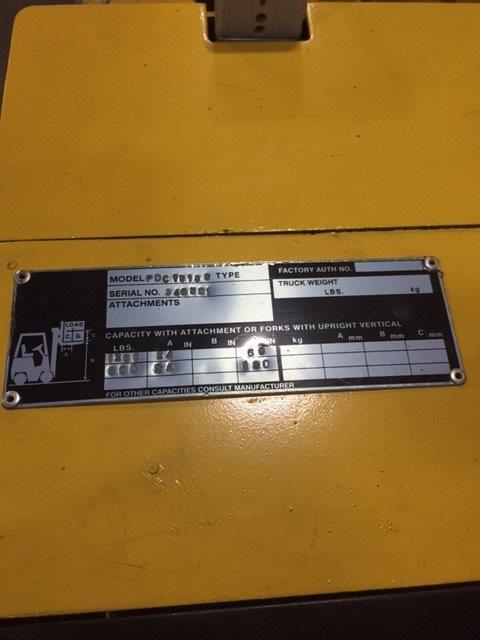 MODEL TYPE
SERIAL NO.
ATTACHMENTS
FACTORY AUTH NO.
TRUCK WEIGHT
LBS. kg
LOAD
C.G.
A
B
C
CAPACITY WITH ATTACHMENT OR FORKS WITH UPRIGHT VERTICAL
LBS. A IN B IN kg A mm B mm C mm
FOR OTHER CAPACITIES CONSULT MANUFACTURER